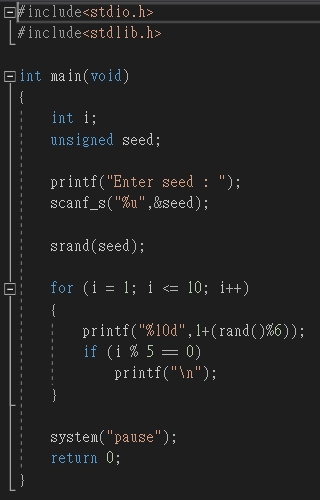 #include<stdio.h>
#include<stdlib.h>
int main(void)
{
int i;
unsigned seed;
printf("Enter seed : ");
scanf_s("%u",&seed);
srand(seed);
for (i = 1; i <= 10; i++)
{
printf("%10d",1+(rand()%6));
if (i % 5 == 0)
printf("\n");
}
system("pause");
return 0;
}